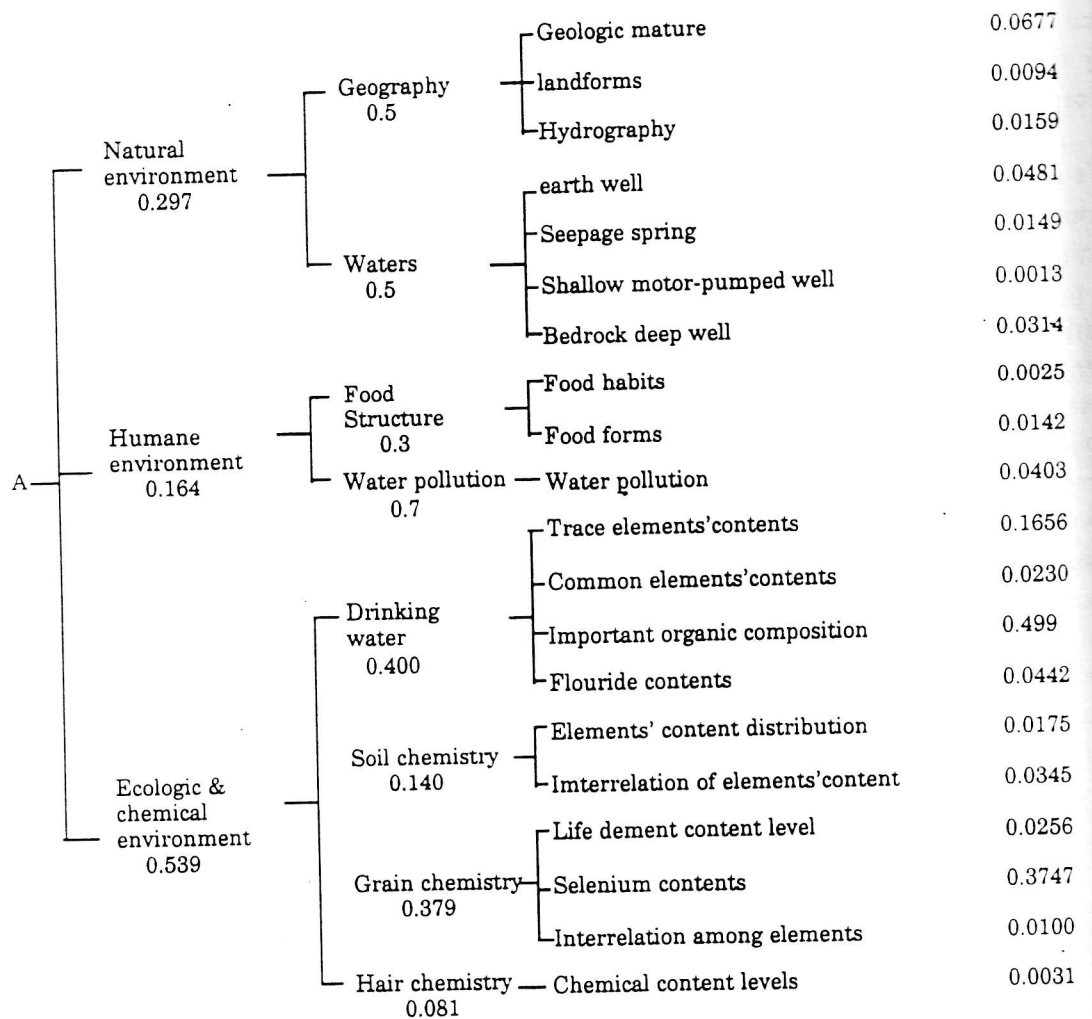 Geologic mature 0.0677
Geography landforms 0.0094
0.5
Hydrography 0.0159
Natural
environment earth well 0.0481
0.297
Seepage spring 0.0149
Waters
0.5 Shallow motor-pumped well 0.0013
Bedrock deep well 0.0314
Food Food habits 0.0025
Structure
0.3 Food forms 0.0142
Humane
environment
A 0.164
Water pollution Water pollution 0.0403
0.7
Trace elements'contents 0.1656
Common elements'contents 0.0230
Drinking
water Important organic composition 0.499
0.400
Flouride contents 0.0442
Elements' content distribution 0.0175
Soil chemistry
0.140 Imterrelation of elements'content 0.0345
Ecologic &
chemical
environment
0.539
Life dement content level 0.0256
Grain chemistry Selenium contents 0.3747
0.379
Interrelation among elements 0.0100
Hair chemistry Chemical content levels 0.0031
0.081